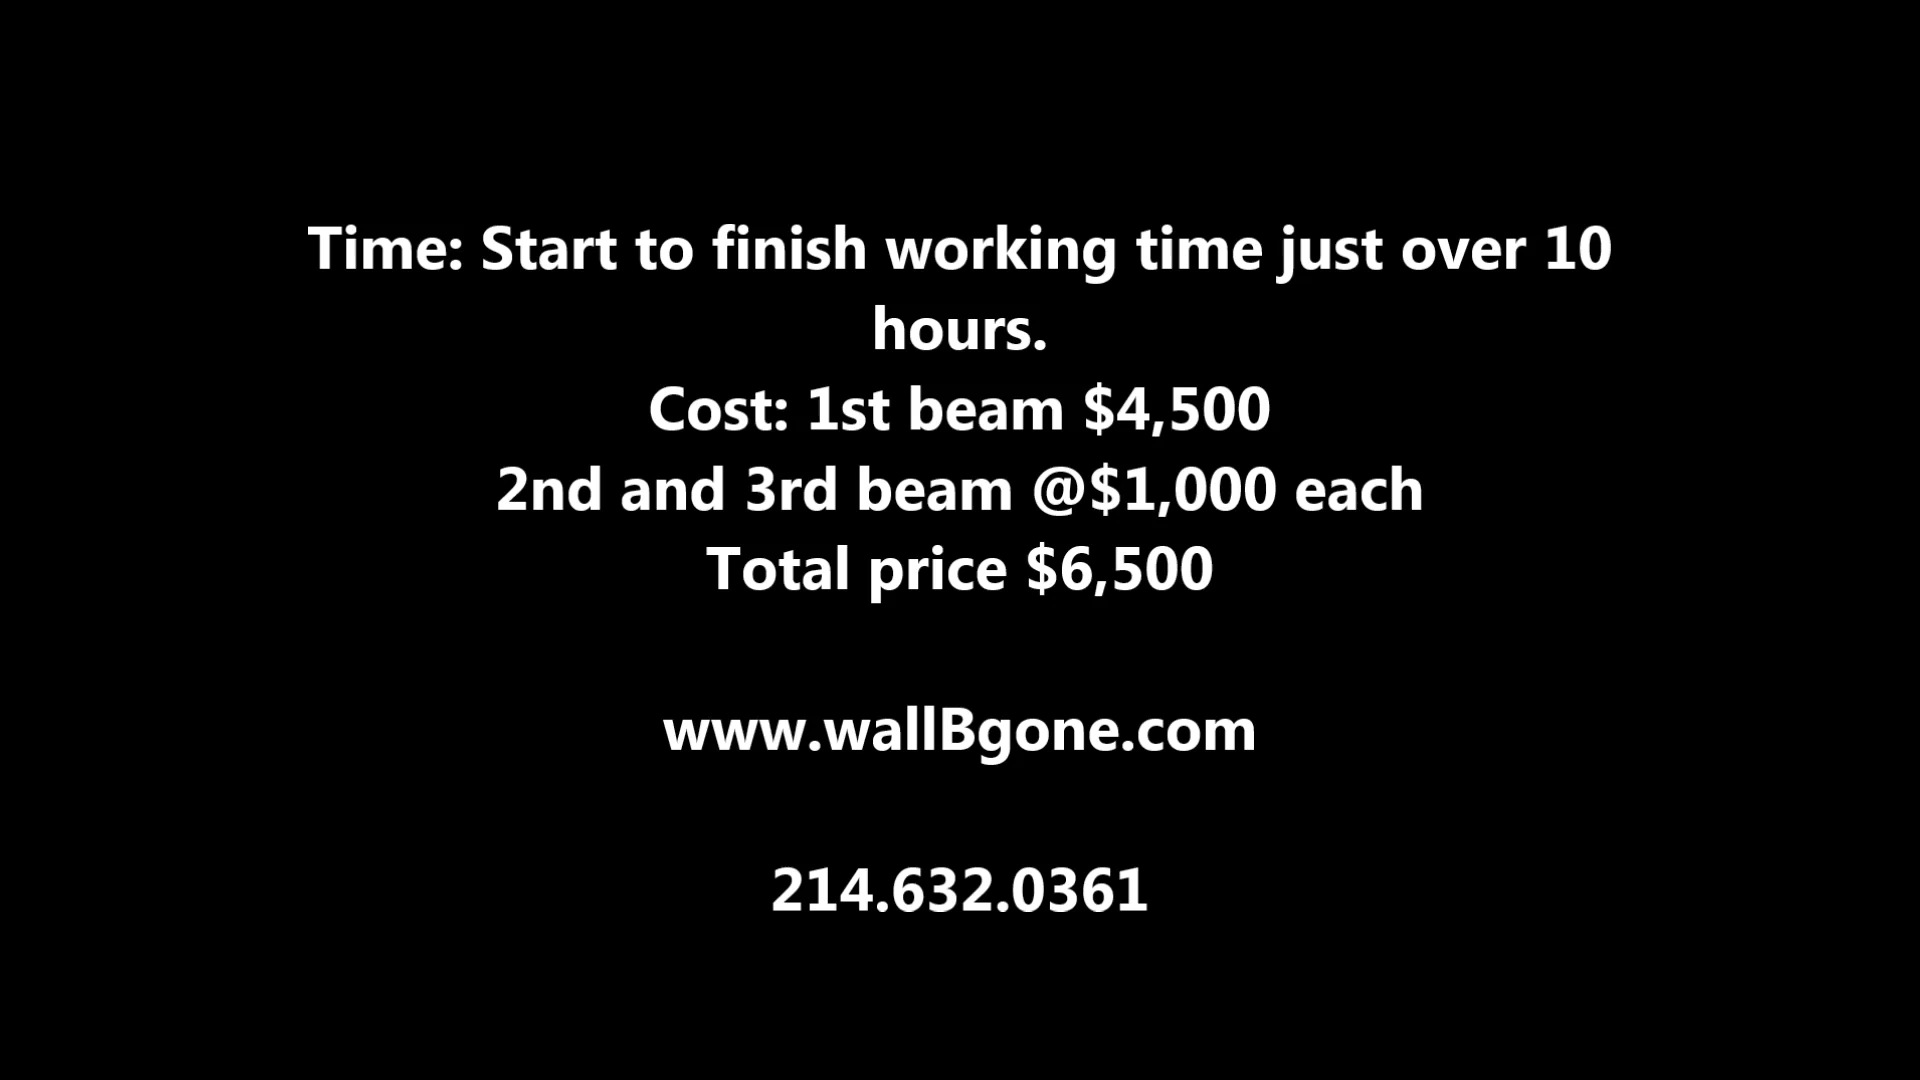 Time: Start to finish working time just over 10
hours.
Cost: 1st beam $4,500
2nd and 3rd beam @$1,000 each
Total price $6,500
www.wallBgone.com
214.632.0361